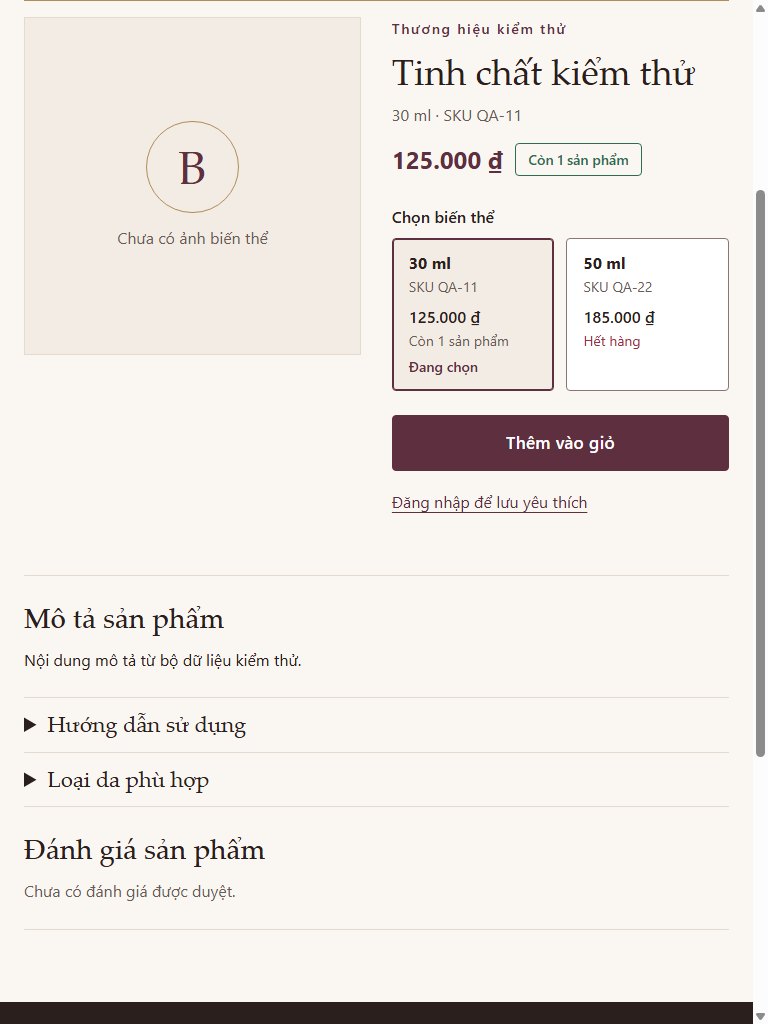 B
Chưa có ảnh biến thể
Thương hiệu kiểm thử
Tinh chất kiểm thử
30 ml · SKU QA-11
125.000 ₫
Còn 1 sản phẩm
Chọn biến thể
30 ml
SKU QA-11
125.000 ₫
Còn 1 sản phẩm
Đang chọn
50 ml
SKU QA-22
185.000 ₫
Hết hàng
Thêm vào giỏ
Đăng nhập để lưu yêu thích
Mô tả sản phẩm
Nội dung mô tả từ bộ dữ liệu kiểm thử.
Hướng dẫn sử dụng
Loại da phù hợp
Đánh giá sản phẩm
Chưa có đánh giá được duyệt.